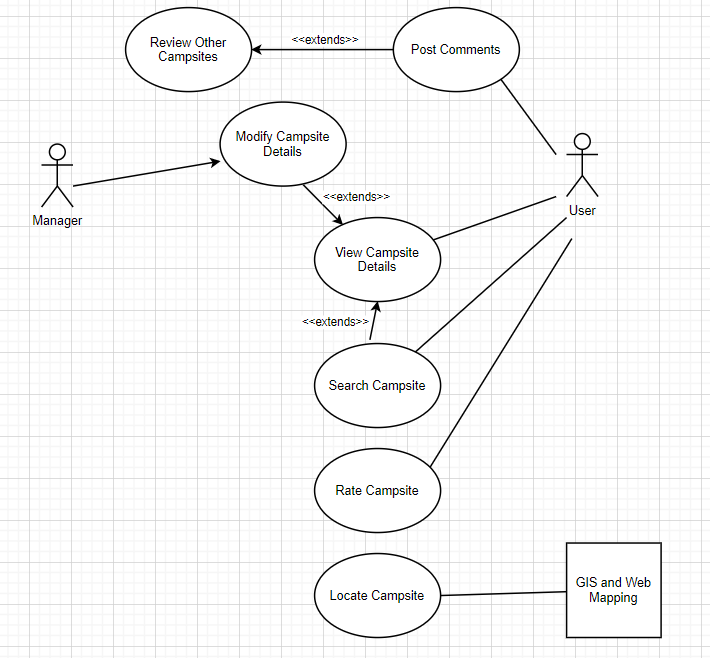 Review Other
Campsites
<<extends>>
Post Comments
Modify Campsite
Details
Manager
User
<<extends>>
View Campsite
Details
<<extends>>
Search Campsite
Rate Campsite
Locate Campsite
GIS and Web
Mapping